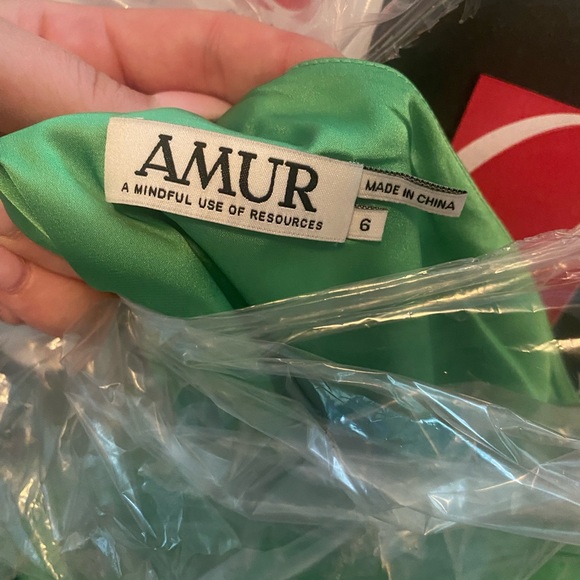 AMUR
A MINDFUL USE OF RESOURCES
MADE IN CHINA
6